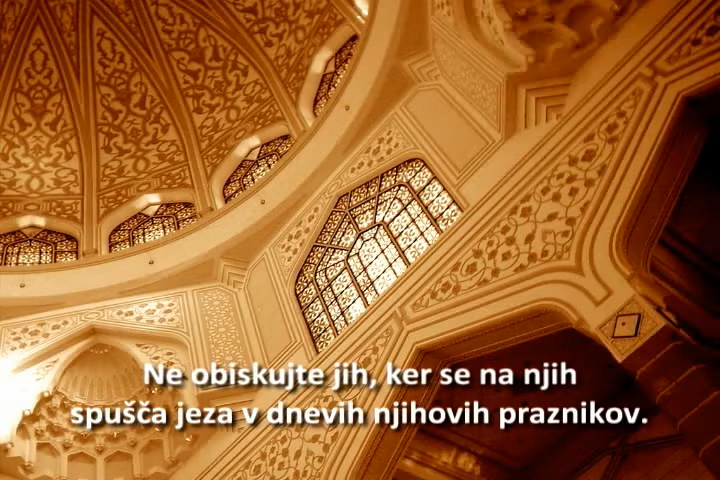 Ne obiskujte jih, ker se na njih
spušča jeza v dnevih njihovih praznikov.